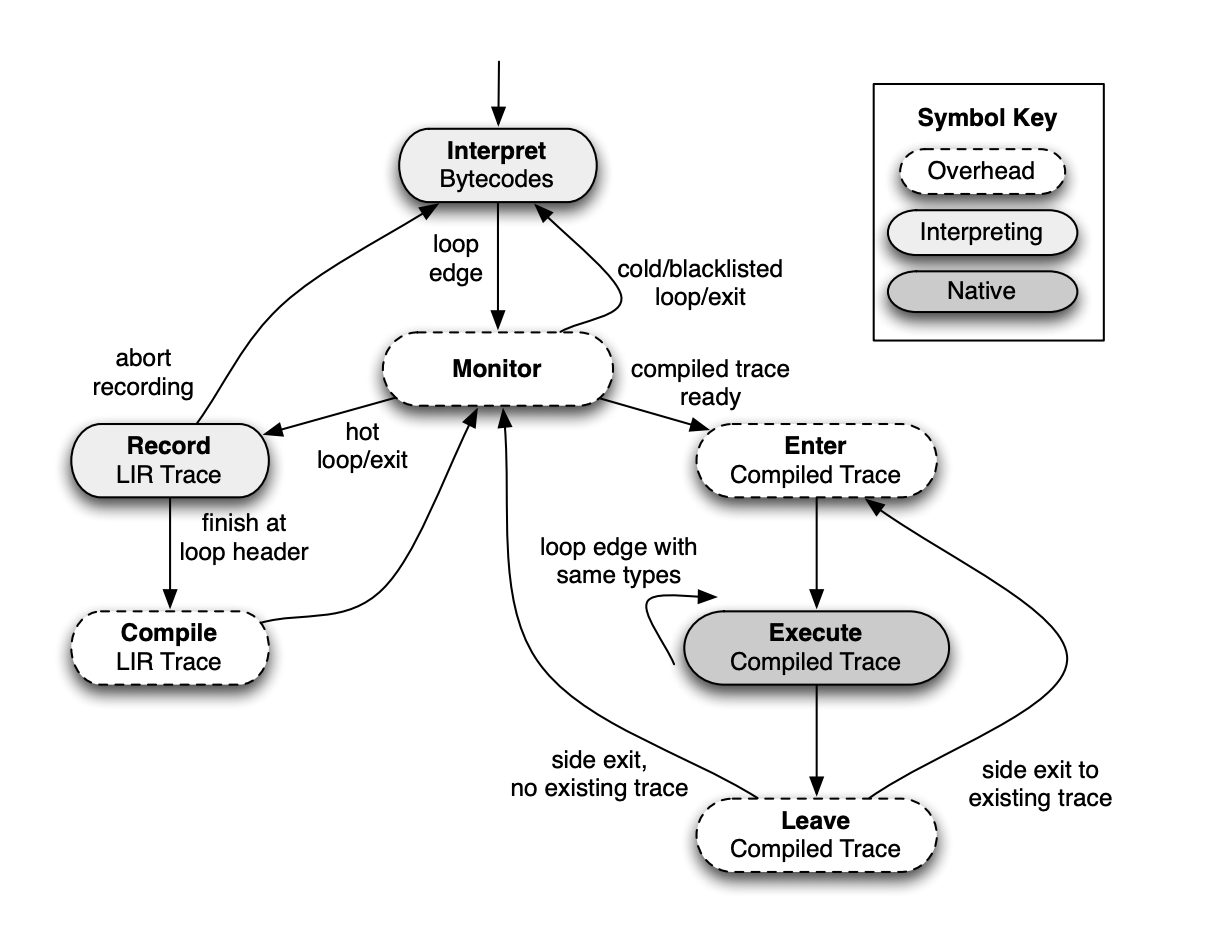 Symbol Key
Overhead
Interpreting
Native
Interpret
Bytecodes
loop
edge
cold/blacklisted
loop/exit
Monitor
abort
recording
compiled trace
ready
hot
loop/exit
Record
LIR Trace
Enter
Compiled Trace
finish at
loop header
loop edge with
same types
Compile
LIR Trace
Execute
Compiled Trace
side exit,
no existing trace
side exit to
existing trace
Leave
Compiled Trace